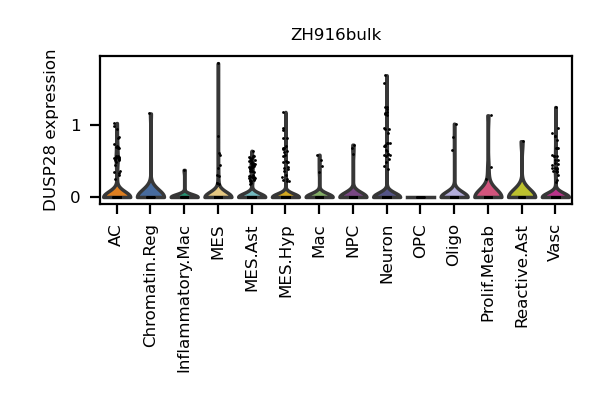 ZH916bulk
DUSP28 expression
1
0
AC
Chromatin.Reg
Inflammatory.Mac
MES
MES.Ast
MES.Hyp
Mac
NPC
Neuron
OPC
Oligo
Prolif.Metab
Reactive.Ast
Vasc